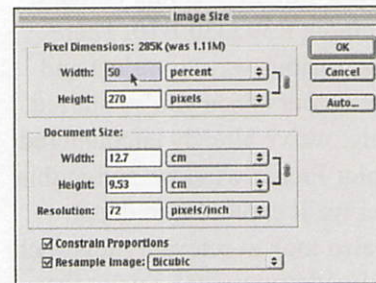 Image Size
Pixel Dimensions: 285K (was 1.11M)
Width: 50 percent
Height: 270 pixels
OK
Cancel
Auto...
Document Size:
Width: 12.7 cm
Height: 9.53 cm
Resolution: 72 pixels/inch
Constrain Proportions
Resample Image: Bicubic